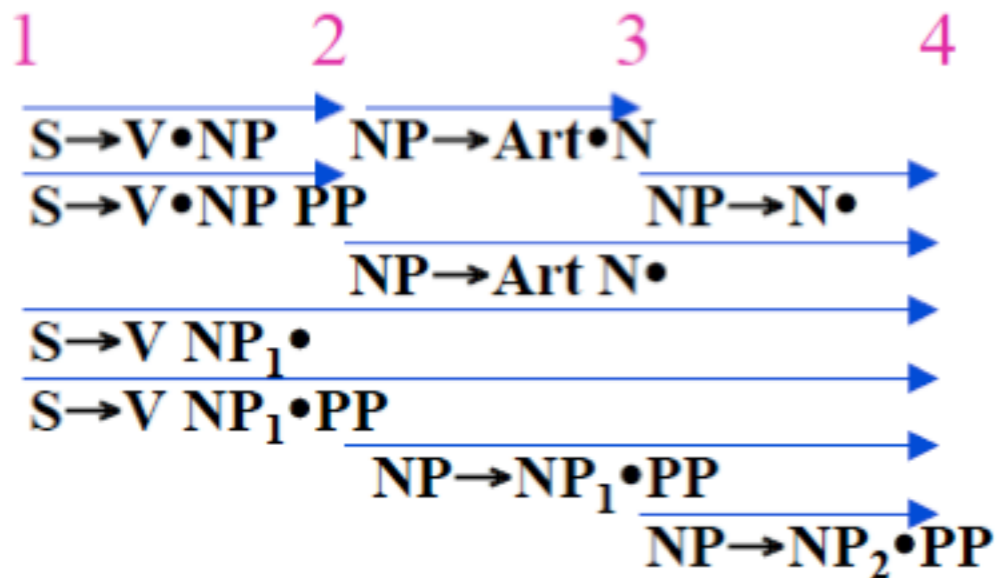 1 2 3 4
S→V•NP NP→Art•N
S→V•NP PP NP→N•
NP→Art N•
S→V NP₁•
S→V NP₁•PP
NP→NP₁•PP
NP→NP₂•PP